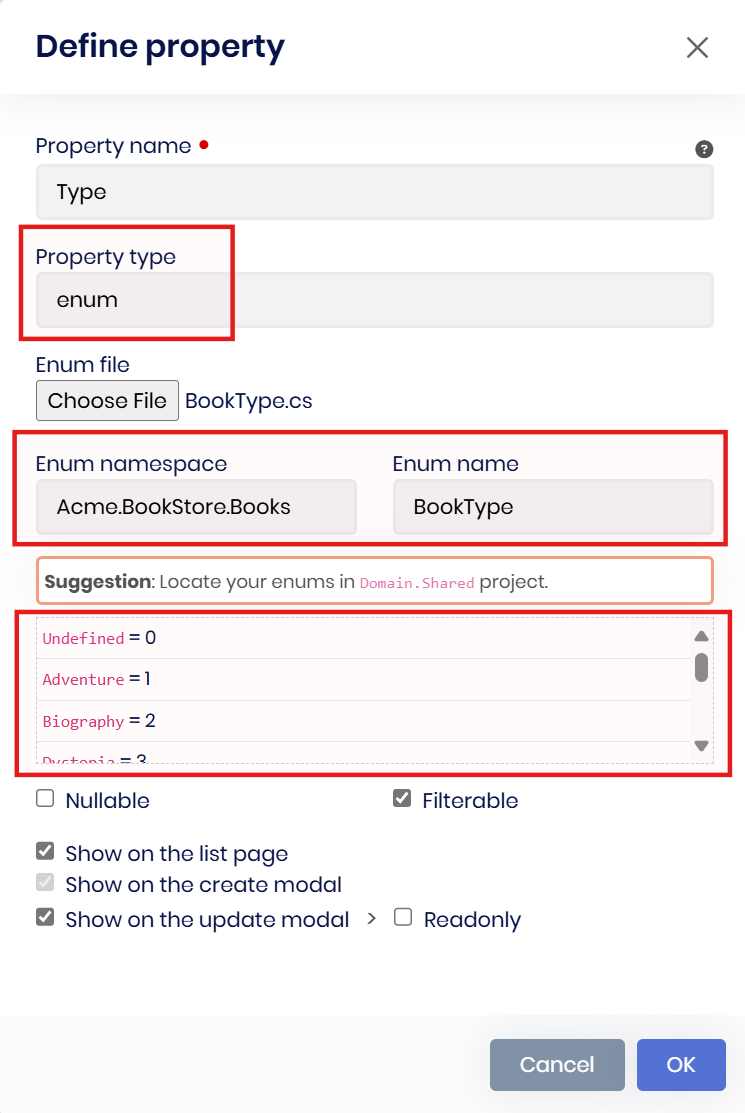 Define property
Property name
Type
Property type
enum
Enum file
Choose File BookType.cs
Enum namespace Enum name
Acme.BookStore.Books BookType
Suggestion: Locate your enums in Domain.Shared project.
Undefined = 0
Adventure = 1
Biography = 2
Dystopia = 3
Nullable Filterable
Show on the list page
Show on the create modal
Show on the update modal > Readonly
Cancel OK